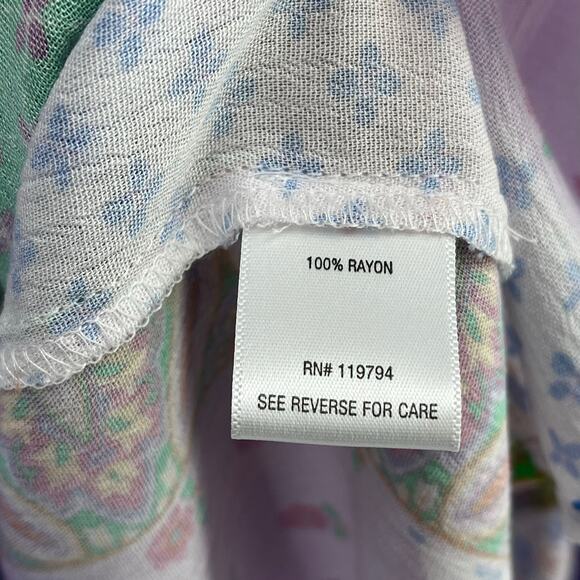 100% RAYON
RN# 119794
SEE REVERSE FOR CARE